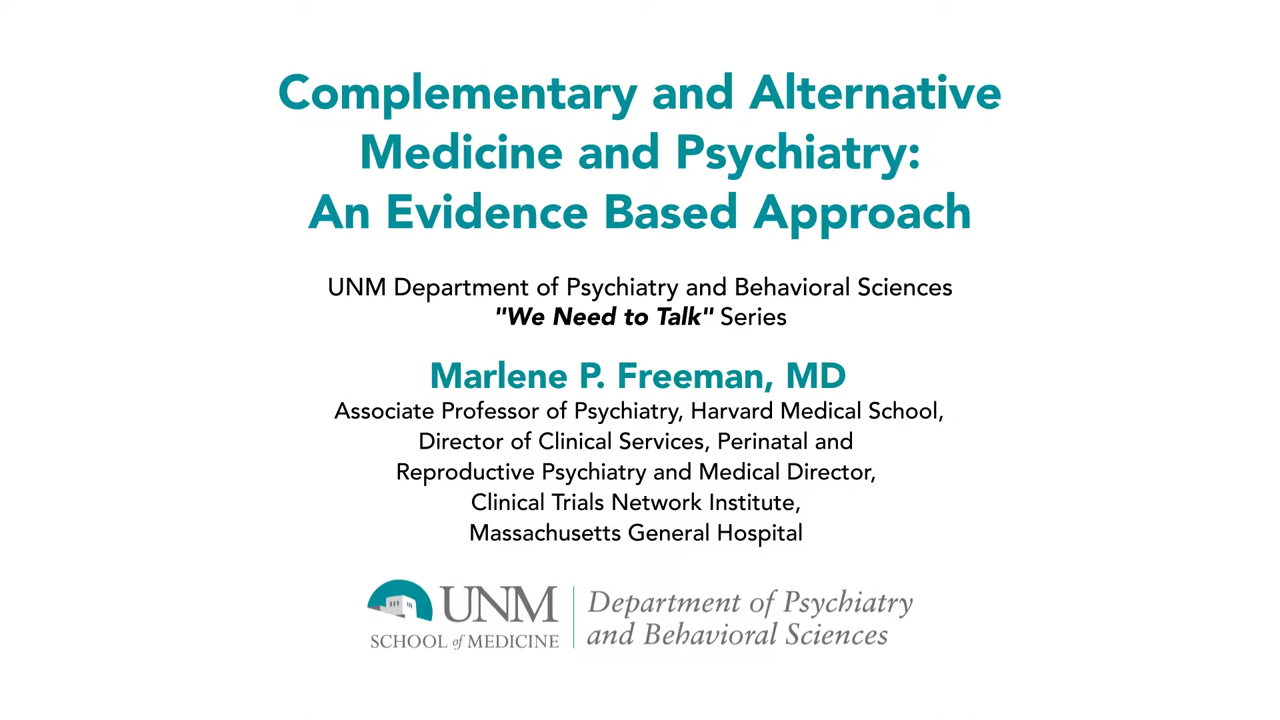 Complementary and Alternative
Medicine and Psychiatry:
An Evidence Based Approach
UNM Department of Psychiatry and Behavioral Sciences
"We Need to Talk" Series
Marlene P. Freeman, MD
Associate Professor of Psychiatry, Harvard Medical School,
Director of Clinical Services, Perinatal and
Reproductive Psychiatry and Medical Director,
Clinical Trials Network Institute,
Massachusetts General Hospital
UNM
SCHOOL of MEDICINE
Department of Psychiatry
and Behavioral Sciences